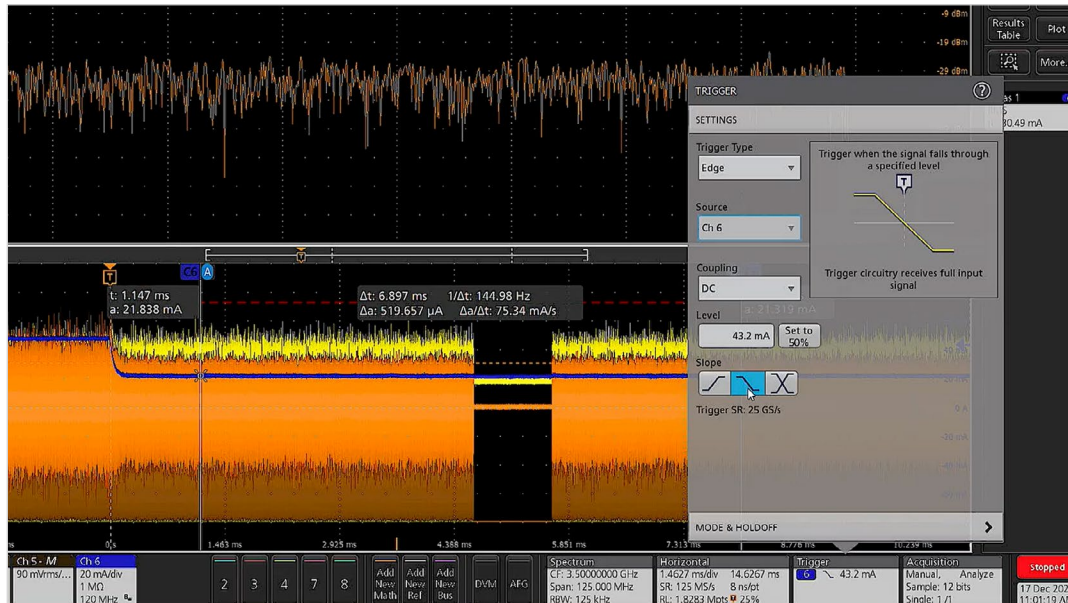 -9 dBm
-19 dBm
-29 dBm
Results
Table
Plot
More...
TRIGGER
?
SETTINGS
Trigger Type
Edge
Source
Ch 6
Coupling
DC
Level
43.2 mA
Set to
50%
Slope
Trigger SR: 25 GS/s
Trigger when the signal falls through
a specified level
T
Trigger circuitry receives full input
signal
MODE & HOLDOFF
T
T
C6
A
t: 1.147 ms
a: 21.838 mA
Δt: 6.897 ms 1/Δt: 144.98 Hz
Δa: 519.657 µA Δa/Δt: 75.34 mA/s
a: 21.319 mA
0 A
0 s
1.463 ms
2.925 ms
4.388 ms
5.851 ms
7.313 ms
8.776 ms
10.239 ms
Ch 5 - M
90 mVrms/...
Ch 6
20 mA/div
1 MΩ
120 MHz
2
3
4
7
8
Add
New
Math
Add
New
Ref
Add
New
Bus
DVM
AFG
Spectrum
CF: 3.50000000 GHz
Span: 125.000 MHz
RBW: 125 kHz
Horizontal
1.4627 ms/div 14.6267 ms
SR: 125 MS/s 8 ns/pt
RL: 1.8283 Mpts 25%
Trigger
6 43.2 mA
Acquisition
Manual, Analyze
Sample: 12 bits
Single: 1 /1
Stopped
17 Dec 202
11:01:19 A